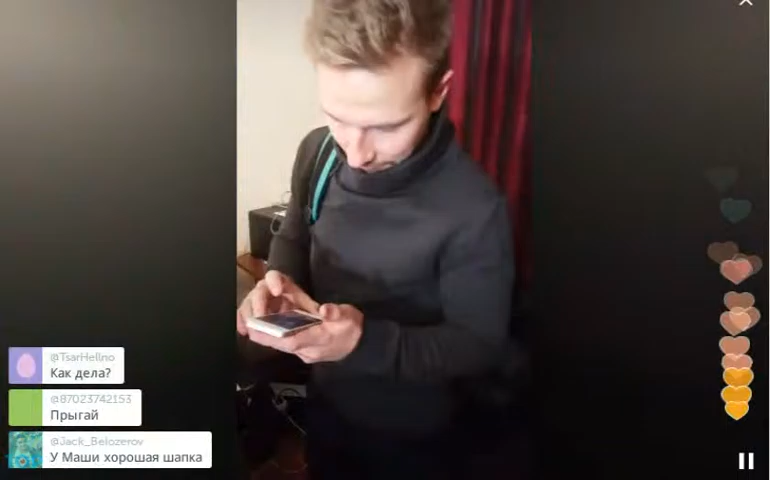 @TsarHellno
Как дела?
@87023742153
Прыгай
@Jack_Belozerov
У Маши хорошая шапка